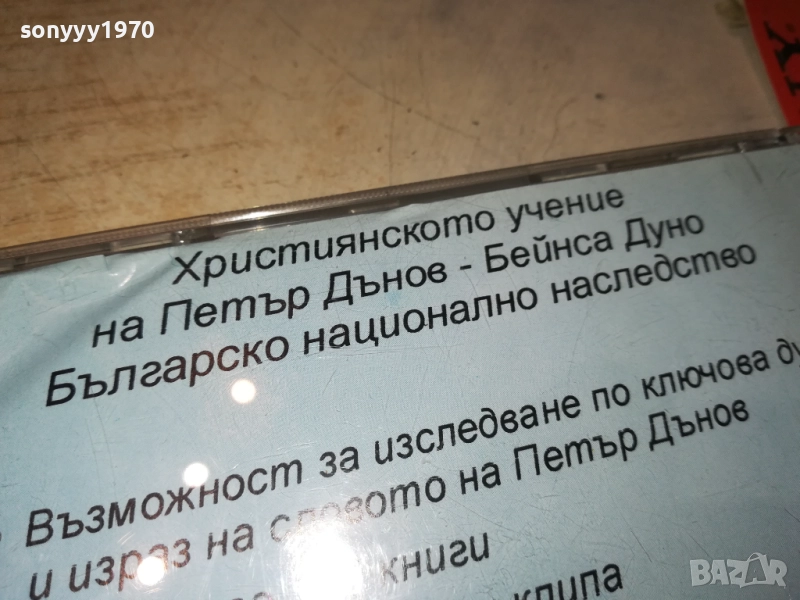 sonyyy1970
Християнското учение
на Петър Дънов - Бейнса Дуно
Българско национално наследство
Възможност за изследване по ключова
и израз на словото на Петър Дънов
книги
клипа
BAZAR